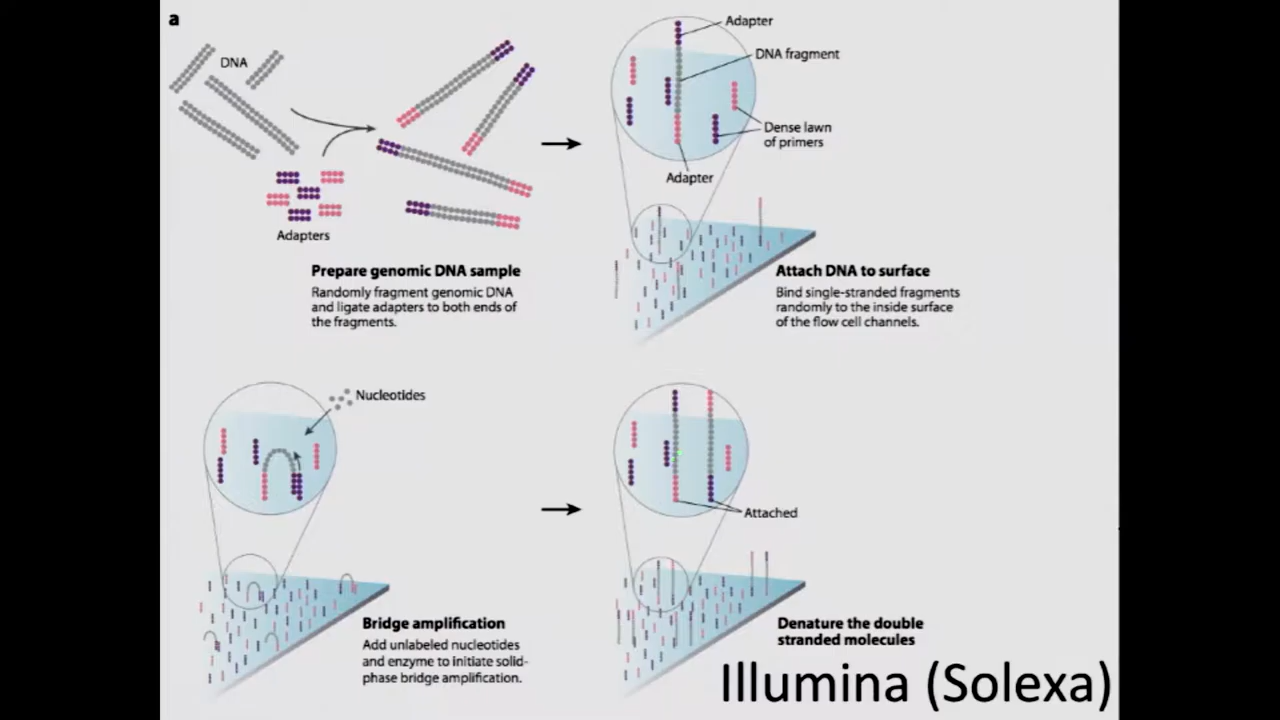 a
DNA
Adapters
Prepare genomic DNA sample
Randomly fragment genomic DNA
and ligate adapters to both ends of
the fragments.
Adapter
DNA fragment
Dense lawn
of primers
Adapter
Attach DNA to surface
Bind single-stranded fragments
randomly to the inside surface
of the flow cell channels.
Nucleotides
Bridge amplification
Add unlabeled nucleotides
and enzyme to initiate solid-
phase bridge amplification.
Attached
Denature the double
stranded molecules
Illumina (Solexa)